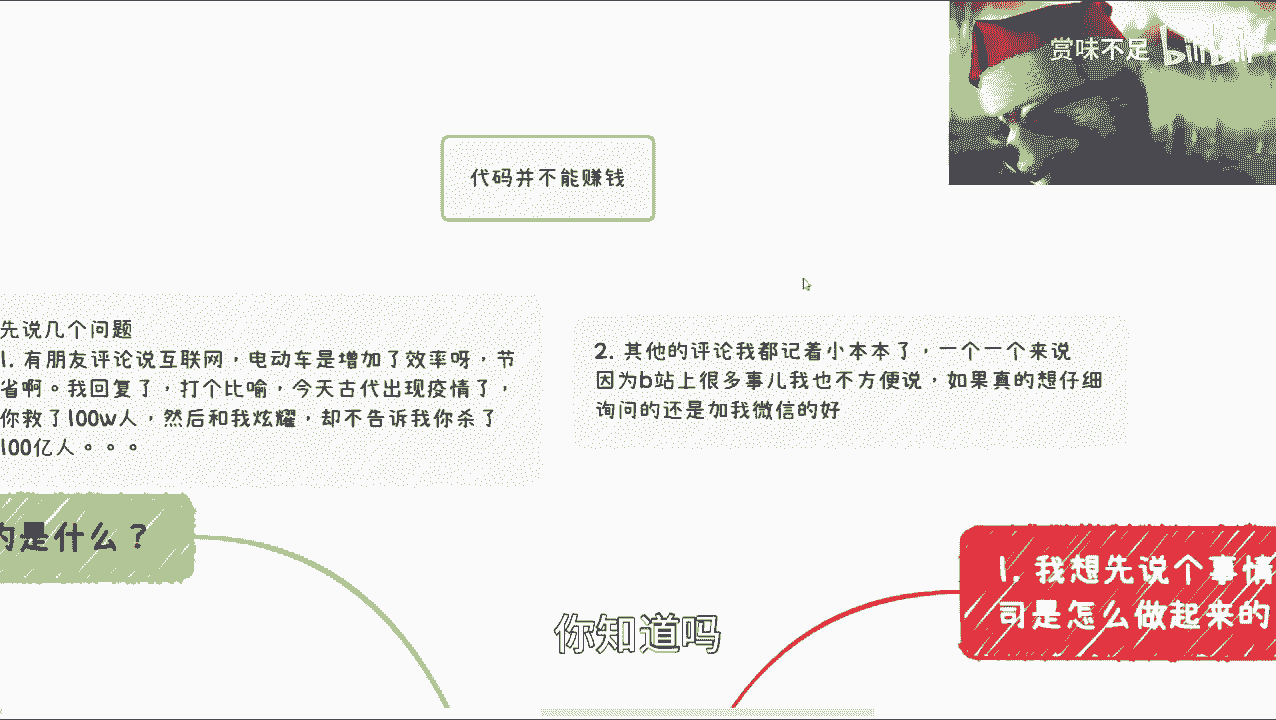 赏味不足 bilibili
代码并不能赚钱
先说几个问题
1. 有朋友评论说互联网，电动车是增加了效率呀，节
省啊。我回复了，打个比喻，今天古代出现疫情了，
你救了100w人，然后和我炫耀，却不告诉我你杀了
100亿人。。。
2. 其他的评论我都记着小本本了，一个一个来说
因为b站上很多事儿我也不方便说，如果真的想仔细
询问的还是加我微信的好
的是什么？
1. 我想先说个事情
司是怎么做起来的
你知道吗